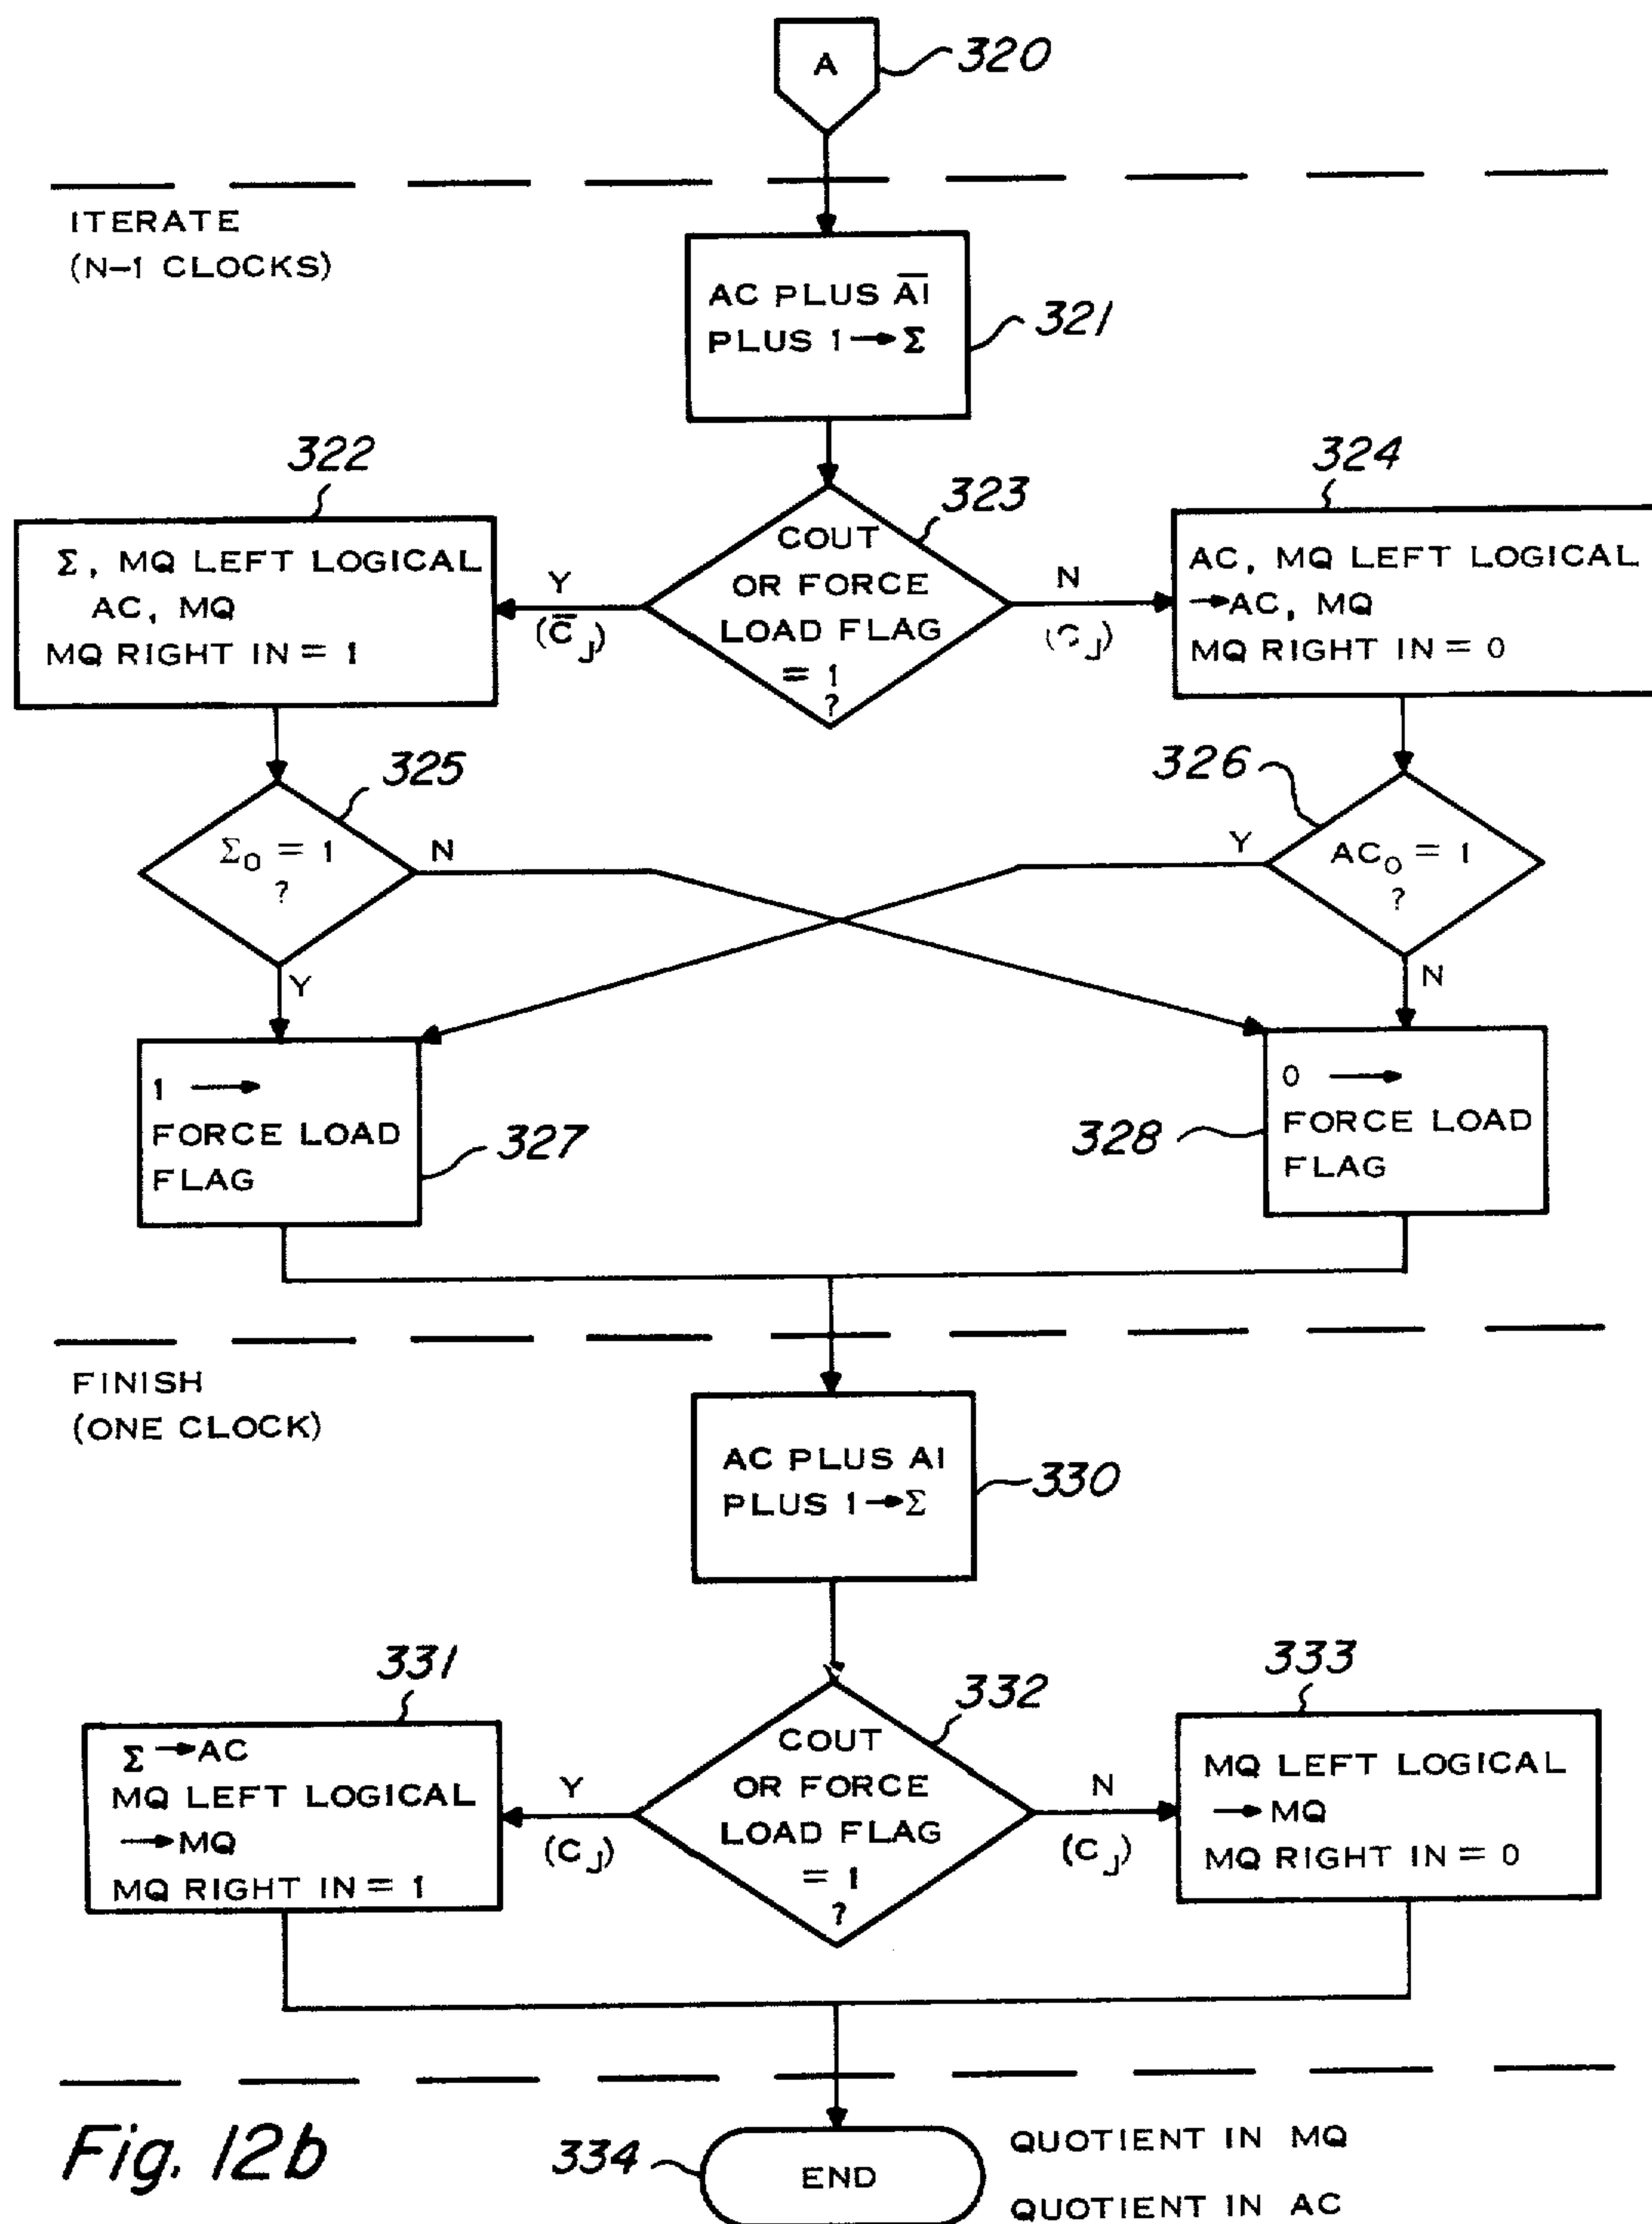 A
320
ITERATE
(N-1 CLOCKS)
AC PLUS A̅I̅
PLUS 1→Σ
321
322
Σ, MQ LEFT LOGICAL
AC, MQ
MQ RIGHT IN = 1
Y
(C̅J)
323
COUT
OR FORCE
LOAD FLAG
= 1
?
N
(CJ)
324
AC, MQ LEFT LOGICAL
→AC, MQ
MQ RIGHT IN = 0
325
Σ0 = 1
?
N
Y
326
AC0 = 1
?
Y
N
1 →
FORCE LOAD
FLAG
327
328
0 →
FORCE LOAD
FLAG
FINISH
(ONE CLOCK)
AC PLUS AI
PLUS 1→Σ
330
331
Σ→AC
MQ LEFT LOGICAL
→MQ
MQ RIGHT IN = 1
Y
(CJ)
332
COUT
OR FORCE
LOAD FLAG
= 1
?
N
(CJ)
333
MQ LEFT LOGICAL
→MQ
MQ RIGHT IN = 0
Fig. 12b
334
END
QUOTIENT IN MQ
QUOTIENT IN AC